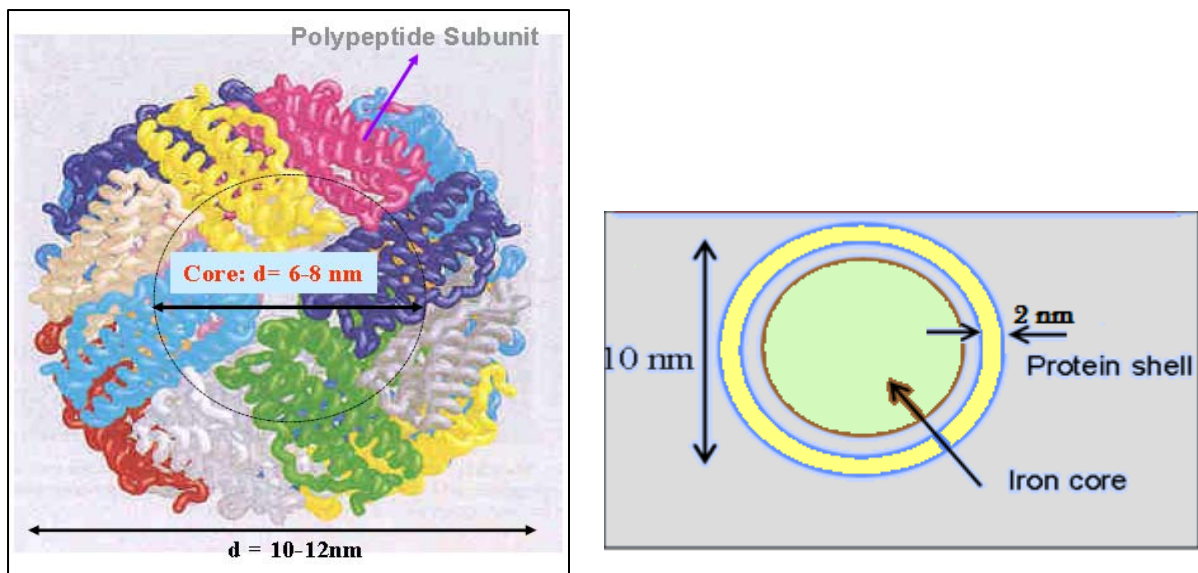 Polypeptide Subunit
Core: d= 6-8 nm
d = 10-12nm
10 nm
2 nm
Protein shell
Iron core